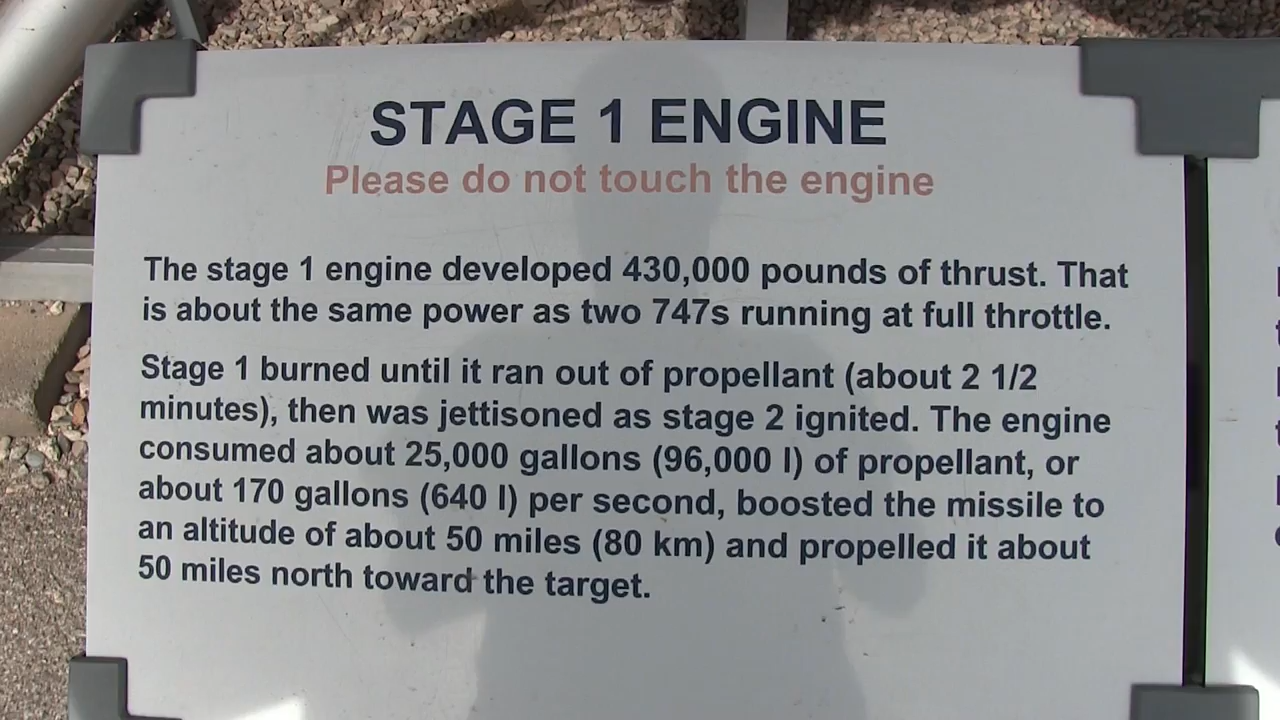 STAGE 1 ENGINE
Please do not touch the engine
The stage 1 engine developed 430,000 pounds of thrust. That
is about the same power as two 747s running at full throttle.
Stage 1 burned until it ran out of propellant (about 2 1/2
minutes), then was jettisoned as stage 2 ignited. The engine
consumed about 25,000 gallons (96,000 l) of propellant, or
about 170 gallons (640 l) per second, boosted the missile to
an altitude of about 50 miles (80 km) and propelled it about
50 miles north toward the target.